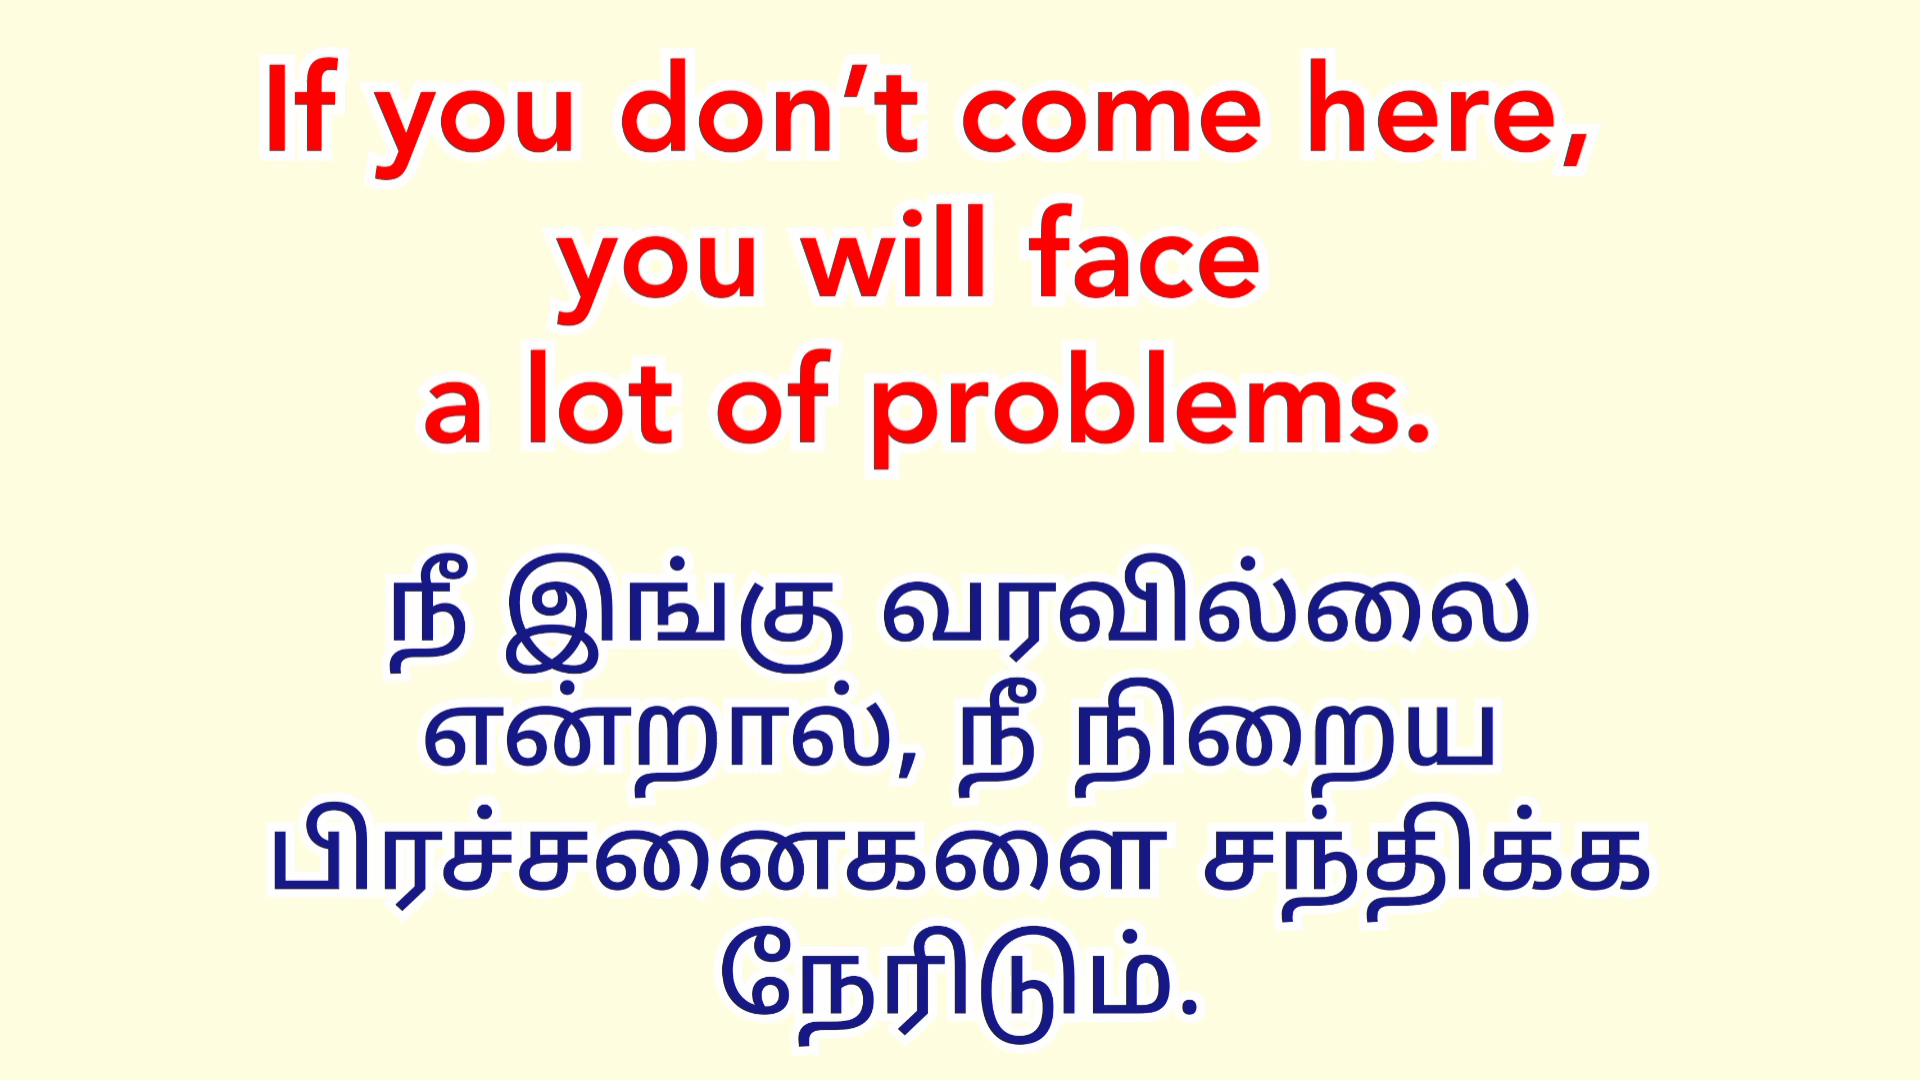 If you don’t come here,
you will face
a lot of problems.
நீ இங்கு வரவில்லை
என்றால், நீ நிறைய
பிரச்சனைகளை சந்திக்க
நேரிடும்.